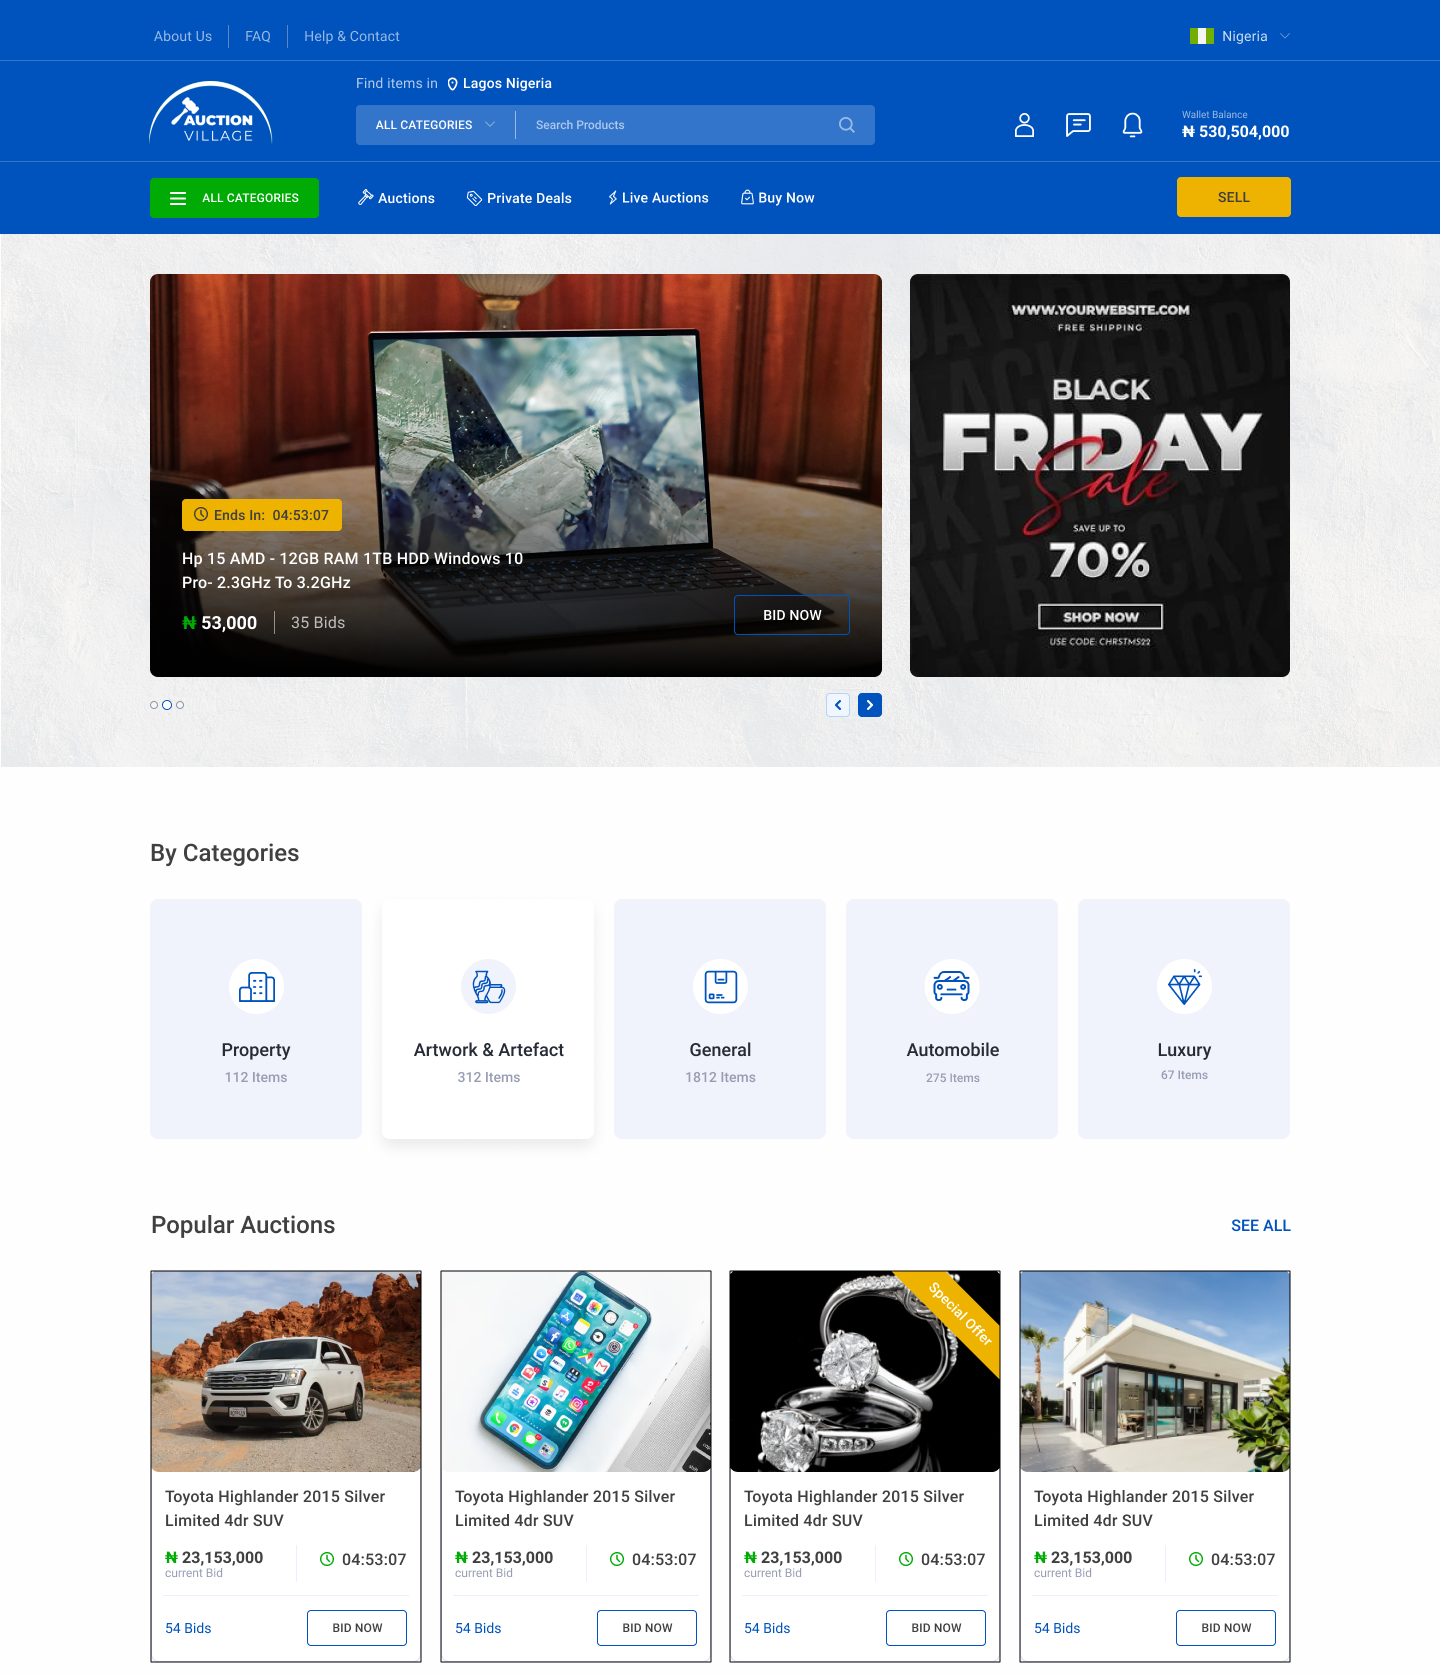 About Us
FAQ
Help & Contact
Nigeria
Find items in Lagos Nigeria
AUCTION
VILLAGE
ALL CATEGORIES
Search Products
Wallet Balance
₦ 530,504,000
ALL CATEGORIES
Auctions
Private Deals
Live Auctions
Buy Now
SELL
Ends In: 04:53:07
Hp 15 AMD - 12GB RAM 1TB HDD Windows 10
Pro- 2.3GHz To 3.2GHz
₦ 53,000
35 Bids
BID NOW
WWW.YOURWEBSITE.COM
FREE SHIPPING
BLACK
FRIDAY
Sale
SAVE UP TO
70%
SHOP NOW
USE CODE: CHRSTMS22
By Categories
Property
112 Items
Artwork & Artefact
312 Items
General
1812 Items
Automobile
275 Items
Luxury
67 Items
Popular Auctions
SEE ALL
Toyota Highlander 2015 Silver
Limited 4dr SUV
₦ 23,153,000
current Bid
04:53:07
54 Bids
BID NOW
Toyota Highlander 2015 Silver
Limited 4dr SUV
₦ 23,153,000
current Bid
04:53:07
54 Bids
BID NOW
Special Offer
Toyota Highlander 2015 Silver
Limited 4dr SUV
₦ 23,153,000
current Bid
04:53:07
54 Bids
BID NOW
Toyota Highlander 2015 Silver
Limited 4dr SUV
₦ 23,153,000
current Bid
04:53:07
54 Bids
BID NOW